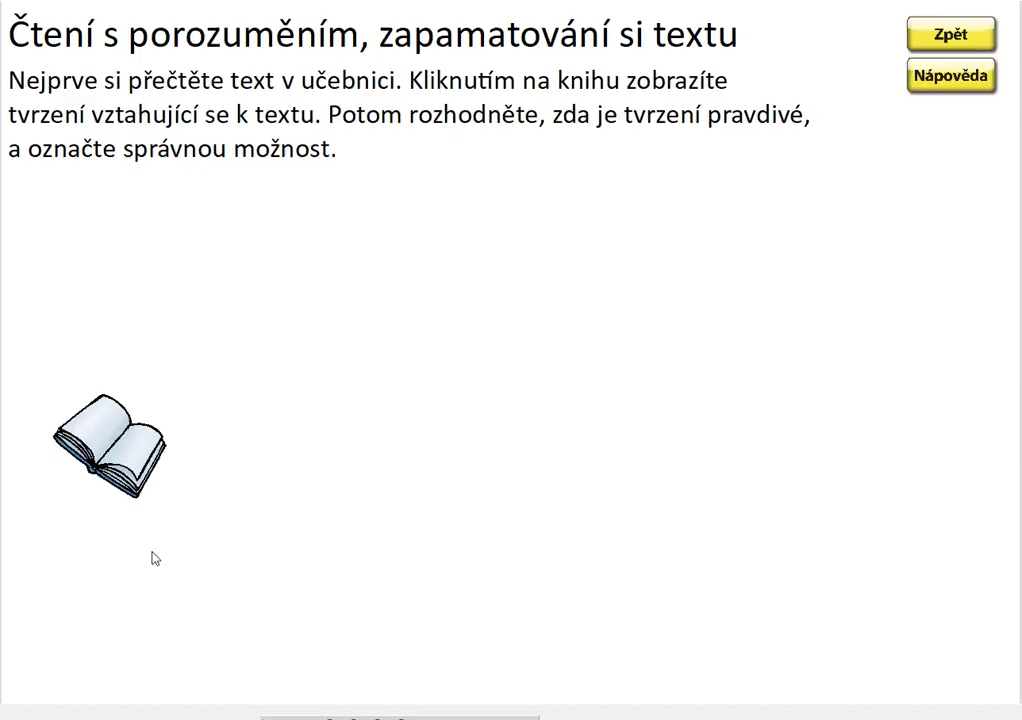 Čtení s porozuměním, zapamatování si textu
Zpět
Nápověda
Nejprve si přečtěte text v učebnici. Kliknutím na knihu zobrazíte
tvrzení vztahující se k textu. Potom rozhodněte, zda je tvrzení pravdivé,
a označte správnou možnost.